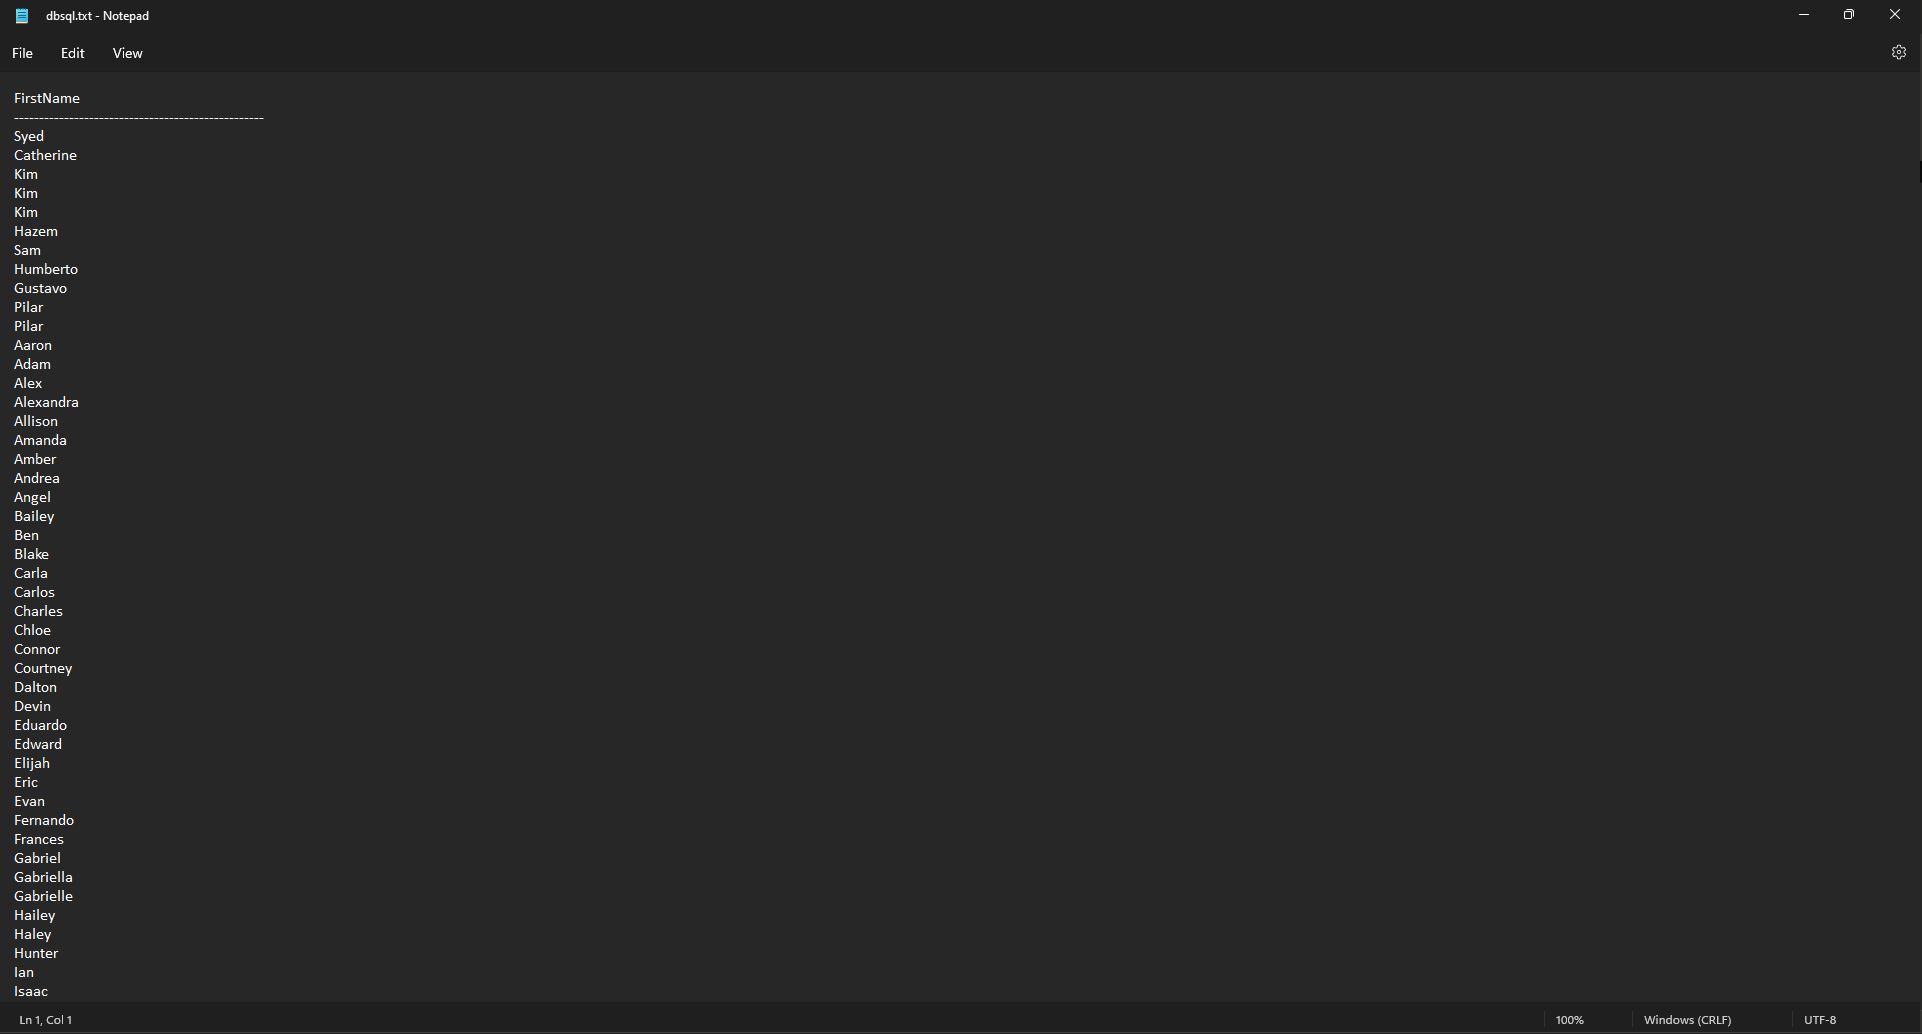 dbsql.txt - Notepad
File Edit View
FirstName
--------------------------------------------------
Syed
Catherine
Kim
Kim
Kim
Hazem
Sam
Humberto
Gustavo
Pilar
Pilar
Aaron
Adam
Alex
Alexandra
Allison
Amanda
Amber
Andrea
Angel
Bailey
Ben
Blake
Carla
Carlos
Charles
Chloe
Connor
Courtney
Dalton
Devin
Eduardo
Edward
Elijah
Eric
Evan
Fernando
Frances
Gabriel
Gabriella
Gabrielle
Hailey
Haley
Hunter
Ian
Isaac
Ln 1, Col 1 100% Windows (CRLF) UTF-8